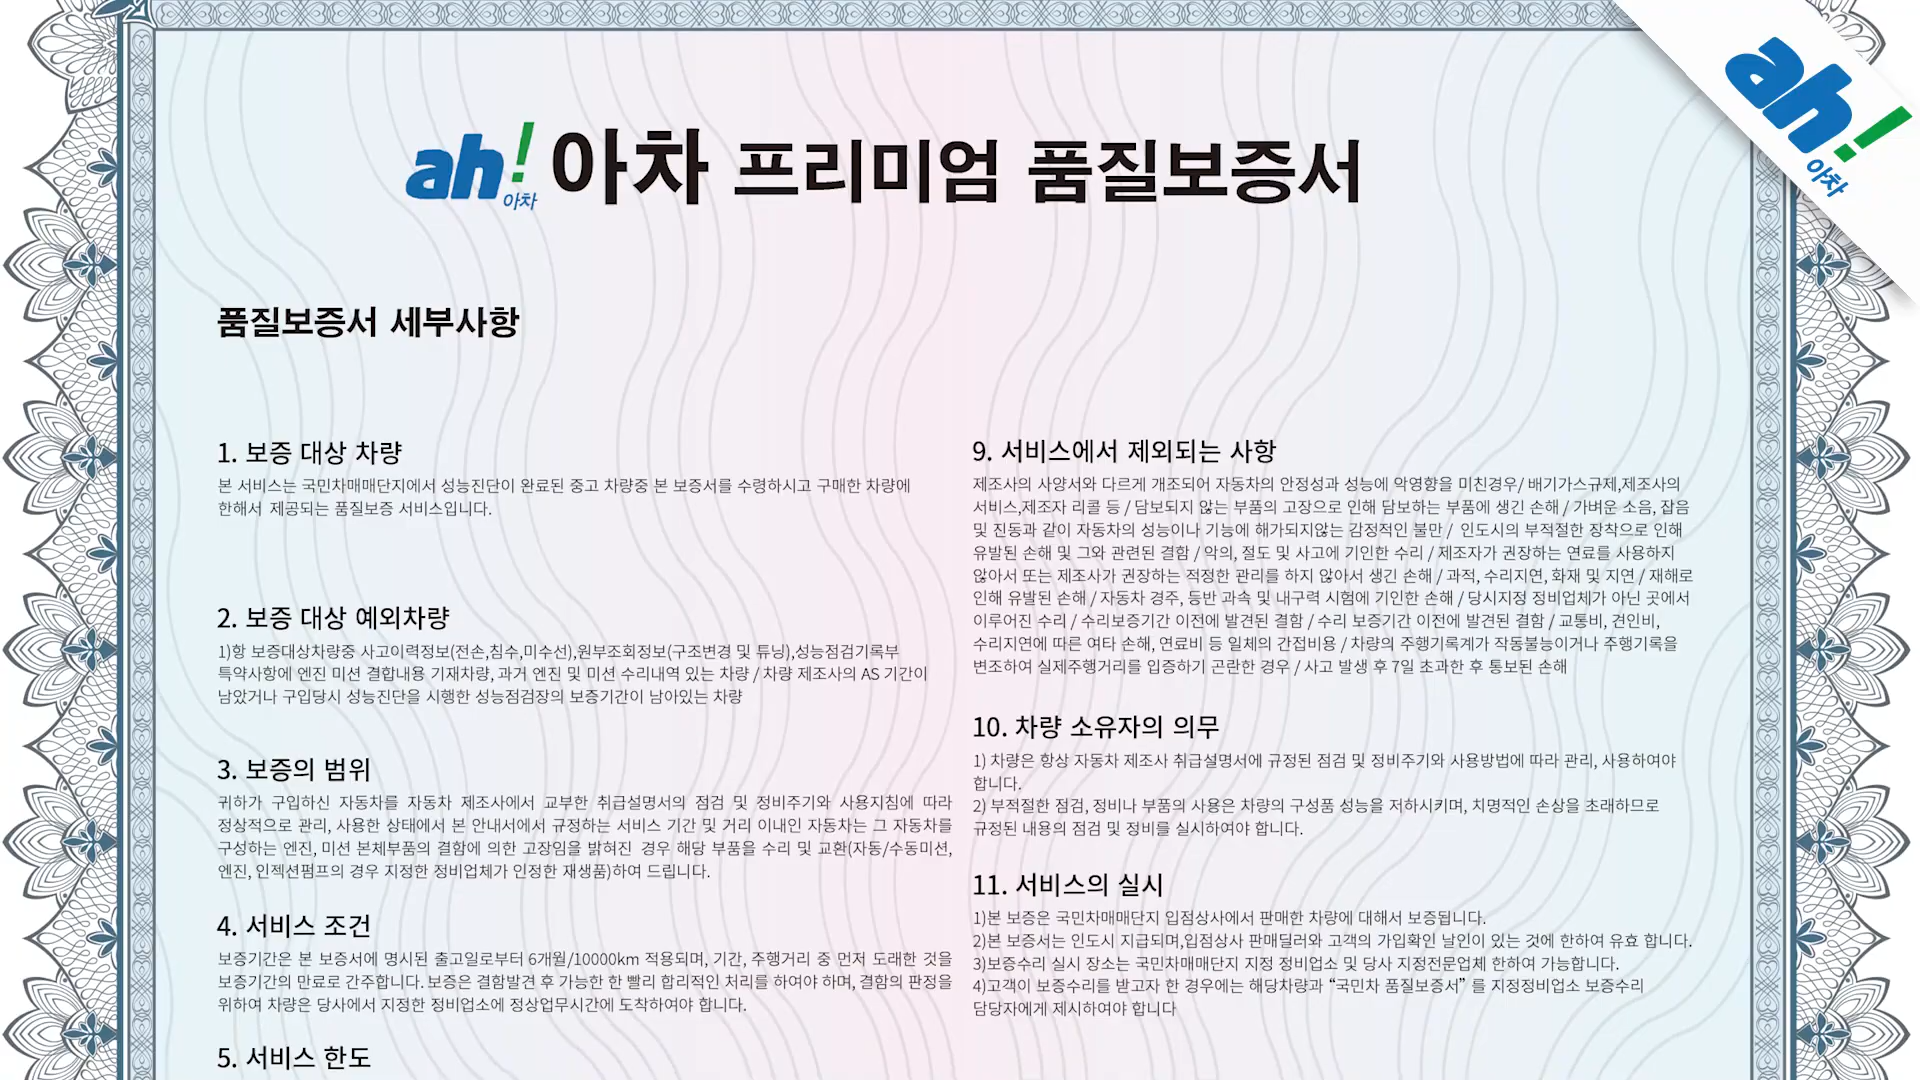 ah! 아차
아차 프리미엄 품질보증서
ah! 아차
품질보증서 세부사항
1. 보증 대상 차량
본 서비스는 국민차매매단지에서 성능진단이 완료된 중고 차량중 본 보증서를 수령하시고 구매한 차량에
한해서 제공되는 품질보증 서비스입니다.
2. 보증 대상 예외차량
1)항 보증대상차량중 사고이력정보(전손,침수,미수선),원부조회정보(구조변경 및 튜닝),성능점검기록부
특약사항에 엔진 미션 결합내용 기재차량, 과거 엔진 및 미션 수리내역 있는 차량 / 차량 제조사의 AS 기간이
남았거나 구입당시 성능진단을 시행한 성능점검장의 보증기간이 남아있는 차량
3. 보증의 범위
귀하가 구입하신 자동차를 자동차 제조사에서 교부한 취급설명서의 점검 및 정비주기와 사용지침에 따라
정상적으로 관리, 사용한 상태에서 본 안내서에서 규정하는 서비스 기간 및 거리 이내인 자동차는 그 자동차를
구성하는 엔진, 미션 본체부품의 결함에 의한 고장임을 밝혀진 경우 해당 부품을 수리 및 교환(자동/수동미션,
엔진, 인젝션펌프의 경우 지정한 정비업체가 인정한 재생품)하여 드립니다.
4. 서비스 조건
보증기간은 본 보증서에 명시된 출고일로부터 6개월/10000km 적용되며, 기간, 주행거리 중 먼저 도래한 것을
보증기간의 만료로 간주합니다. 보증은 결함발견 후 가능한 한 빨리 합리적인 처리를 하여야 하며, 결함의 판정을
위하여 차량은 당사에서 지정한 정비업소에 정상업무시간에 도착하여야 합니다.
5. 서비스 한도
9. 서비스에서 제외되는 사항
제조사의 사양서와 다르게 개조되어 자동차의 안정성과 성능에 악영향을 미친경우/ 배기가스규제,제조사의
서비스,제조자 리콜 등 / 담보되지 않는 부품의 고장으로 인해 담보하는 부품에 생긴 손해 / 가벼운 소음, 잡음
및 진동과 같이 자동차의 성능이나 기능에 해가되지않는 감정적인 불만 / 인도시의 부적절한 장착으로 인해
유발된 손해 및 그와 관련된 결함 / 악의, 절도 및 사고에 기인한 수리 / 제조자가 권장하는 연료를 사용하지
않아서 또는 제조사가 권장하는 적정한 관리를 하지 않아서 생긴 손해 / 과적, 수리지연, 화재 및 지연 / 재해로
인해 유발된 손해 / 자동차 경주, 등반 과속 및 내구력 시험에 기인한 손해 / 당시지정 정비업체가 아닌 곳에서
이루어진 수리 / 수리보증기간 이전에 발견된 결함 / 수리 보증기간 이전에 발견된 결함 / 교통비, 견인비,
수리지연에 따른 여타 손해, 연료비 등 일체의 간접비용 / 차량의 주행기록계가 작동불능이거나 주행기록을
변조하여 실제주행거리를 입증하기 곤란한 경우 / 사고 발생 후 7일 초과한 후 통보된 손해
10. 차량 소유자의 의무
1) 차량은 항상 자동차 제조사 취급설명서에 규정된 점검 및 정비주기와 사용방법에 따라 관리, 사용하여야
합니다.
2) 부적절한 점검, 정비나 부품의 사용은 차량의 구성품 성능을 저하시키며, 치명적인 손상을 초래하므로
규정된 내용의 점검 및 정비를 실시하여야 합니다.
11. 서비스의 실시
1)본 보증은 국민차매매단지 입점상사에서 판매한 차량에 대해서 보증됩니다.
2)본 보증서는 인도시 지급되며,입점상사 판매딜러와 고객의 가입확인 날인이 있는 것에 한하여 유효 합니다.
3)보증수리 실시 장소는 국민차매매단지 지정 정비업소 및 당사 지정전문업체 한하여 가능합니다.
4)고객이 보증수리를 받고자 한 경우에는 해당차량과 “국민차 품질보증서” 를 지정정비업소 보증수리
담당자에게 제시하여야 합니다